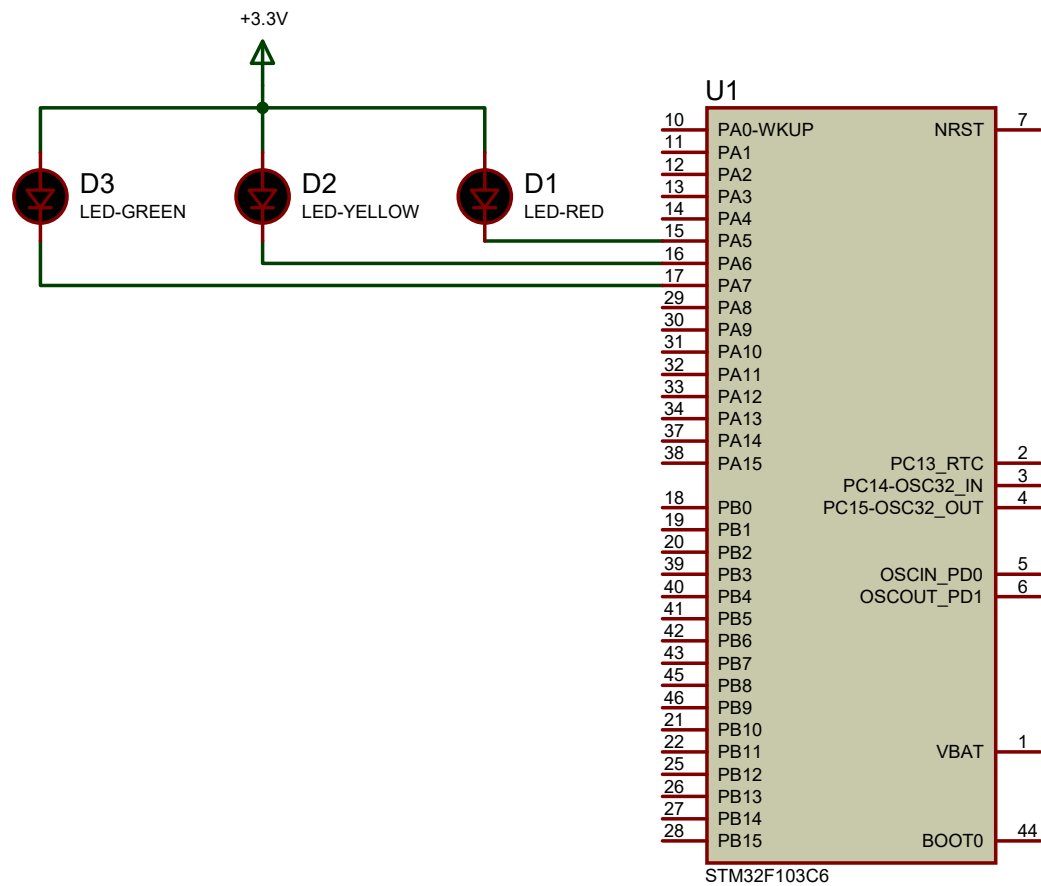 +3.3V
D3
LED-GREEN
D2
LED-YELLOW
D1
LED-RED
U1
10 PA0-WKUP NRST 7
11 PA1
12 PA2
13 PA3
14 PA4
15 PA5
16 PA6
17 PA7
29 PA8
30 PA9
31 PA10
32 PA11
33 PA12
34 PA13
37 PA14
38 PA15 PC13_RTC 2
PC14-OSC32_IN 3
18 PB0 PC15-OSC32_OUT 4
19 PB1
20 PB2
39 PB3 OSCIN_PD0 5
40 PB4 OSCOUT_PD1 6
41 PB5
42 PB6
43 PB7
45 PB8
46 PB9
21 PB10
22 PB11 VBAT 1
25 PB12
26 PB13
27 PB14
28 PB15 BOOT0 44
STM32F103C6